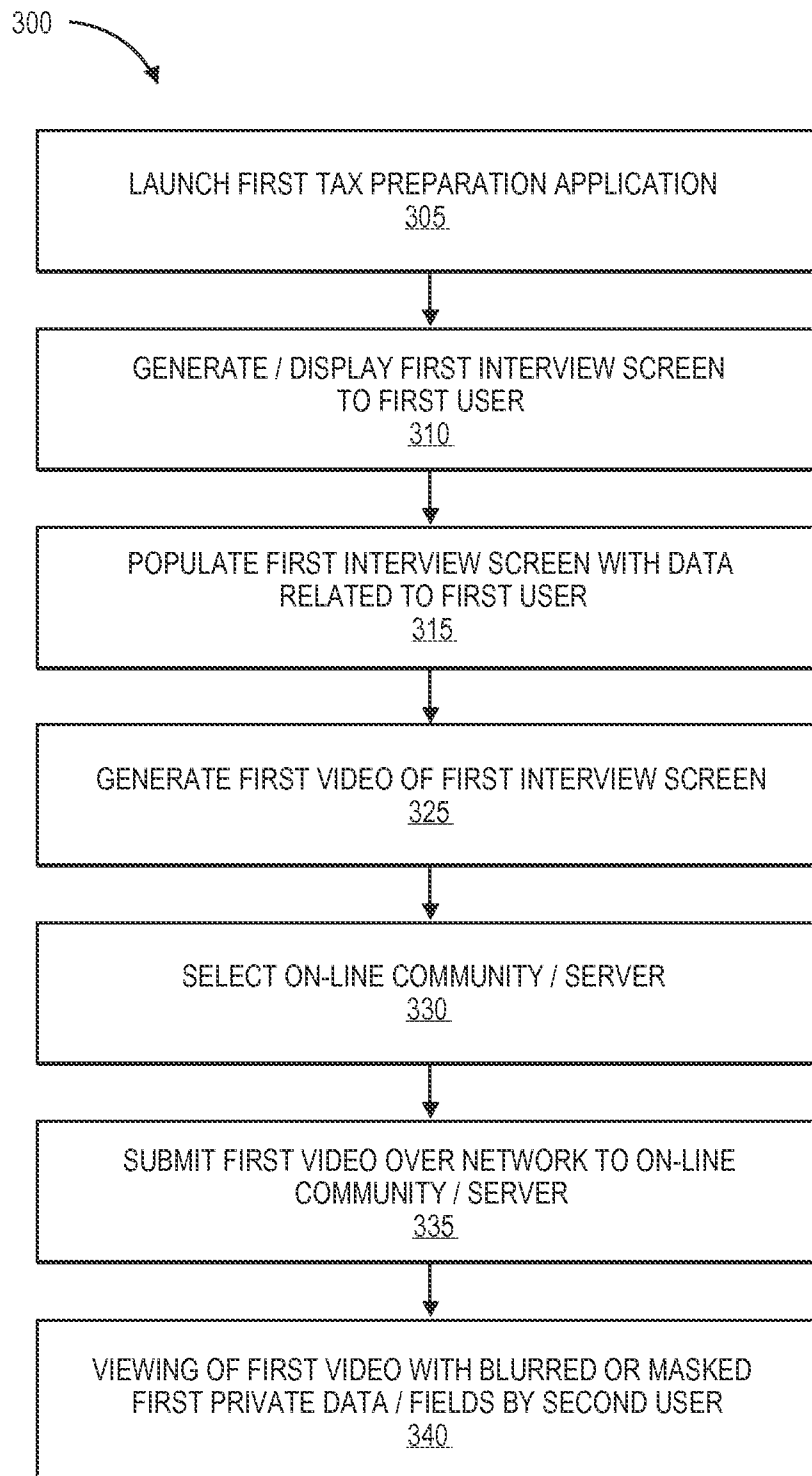 300
LAUNCH FIRST TAX PREPARATION APPLICATION
305
GENERATE / DISPLAY FIRST INTERVIEW SCREEN
TO FIRST USER
310
POPULATE FIRST INTERVIEW SCREEN WITH DATA
RELATED TO FIRST USER
315
GENERATE FIRST VIDEO OF FIRST INTERVIEW SCREEN
325
SELECT ON-LINE COMMUNITY / SERVER
330
SUBMIT FIRST VIDEO OVER NETWORK TO ON-LINE
COMMUNITY / SERVER
335
VIEWING OF FIRST VIDEO WITH BLURRED OR MASKED
FIRST PRIVATE DATA / FIELDS BY SECOND USER
340